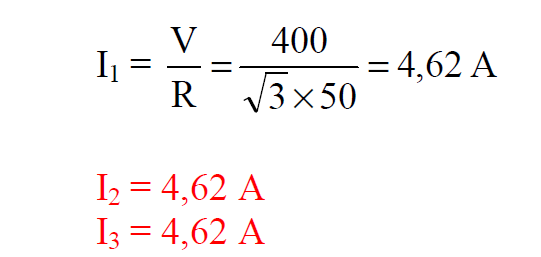 I₁ = V/R = 400/(√3×50) = 4,62 A
I₂ = 4,62 A
I₃ = 4,62 A